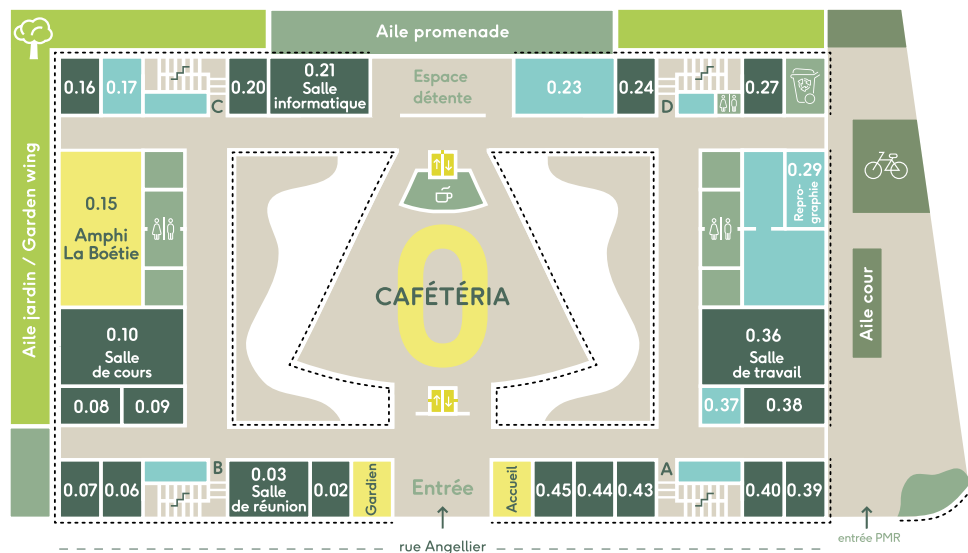 Aile promenade
0.16
0.17
C
0.20
0.21
Salle
informatique
Espace
détente
0.23
0.24
D
0.27
Aile jardin / Garden wing
0.15
Amphi
La Boétie
0.29
Repro-
graphie
CAFÉTÉRIA
0
Aile cour
0.10
Salle
de cours
0.36
Salle
de travail
0.08
0.09
0.37
0.38
0.07
0.06
B
0.03
Salle
de réunion
0.02
Gardien
Entrée
Accueil
0.45
0.44
0.43
A
0.40
0.39
rue Angellier
entrée PMR